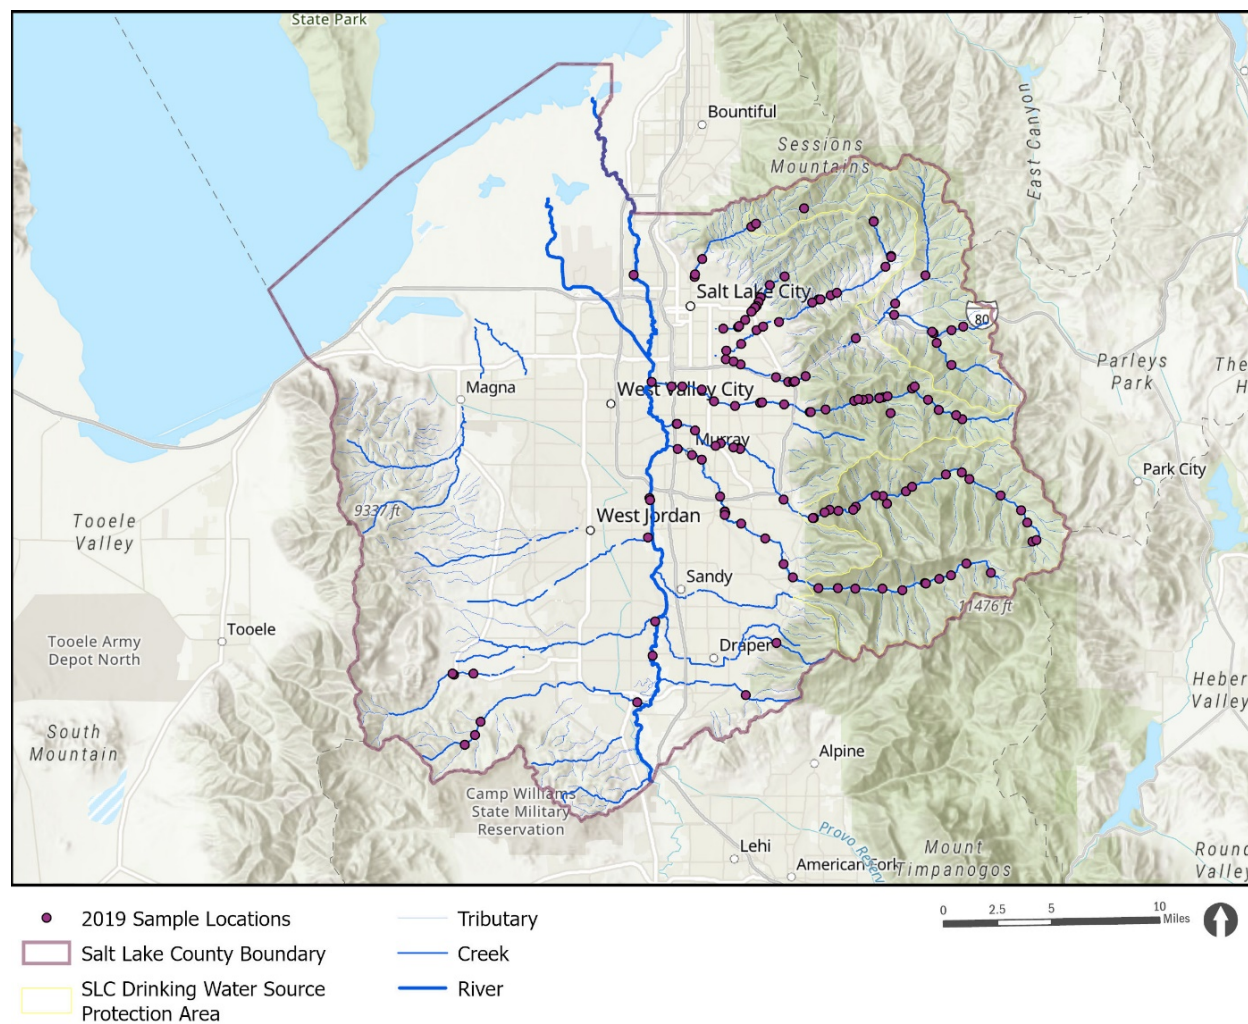 State Park
Bountiful
Sessions
Mountains
East Canyon
Salt Lake City
80
Parleys
Park
The
H
Magna
West Valley City
Murray
Park City
9337 ft
Tooele
Valley
West Jordan
Sandy
11476 ft
Tooele Army
Depot North
Tooele
Draper
Heber
Valley
South
Mountain
Alpine
Camp Williams
State Military
Reservation
Lehi
Provo Reserv
Mount
Timpanogos
American Fork
Round
Valley
2019 Sample Locations
Salt Lake County Boundary
SLC Drinking Water Source
Protection Area
Tributary
Creek
River
0 2.5 5 10
Miles